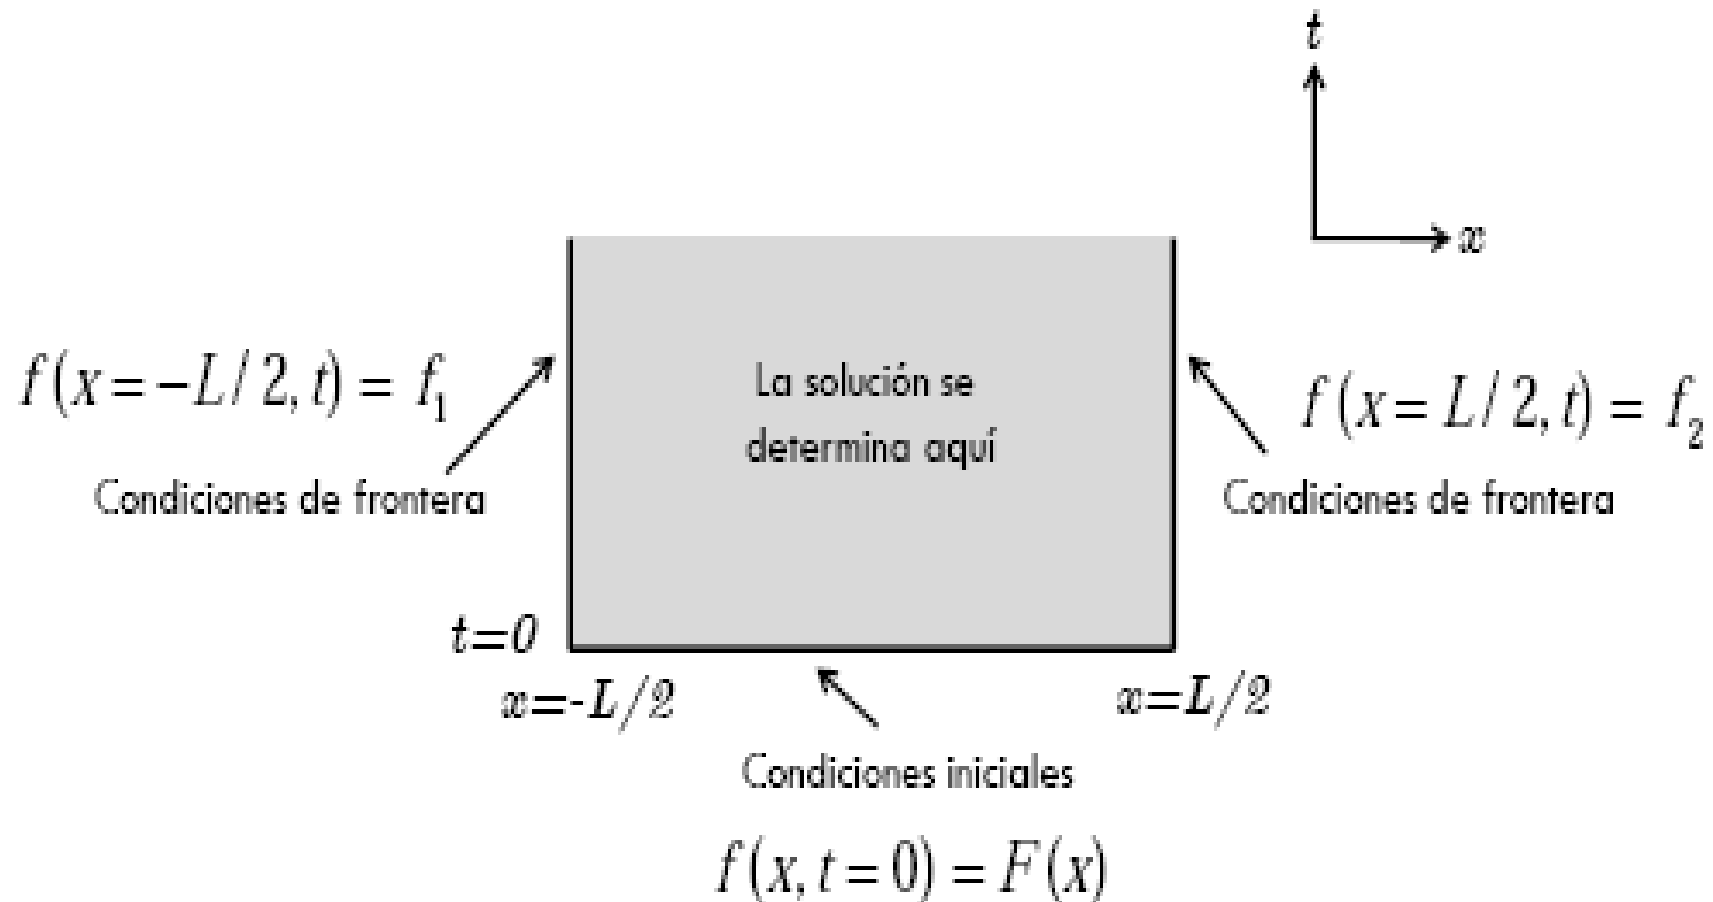 t
x
f(x=−L/2, t) = f₁
Condiciones de frontera
La solución se
determina aquí
f(x= L/2, t) = f₂
Condiciones de frontera
t=0
x=-L/2
x=L/2
Condiciones iniciales
f(x, t=0) = F(x)